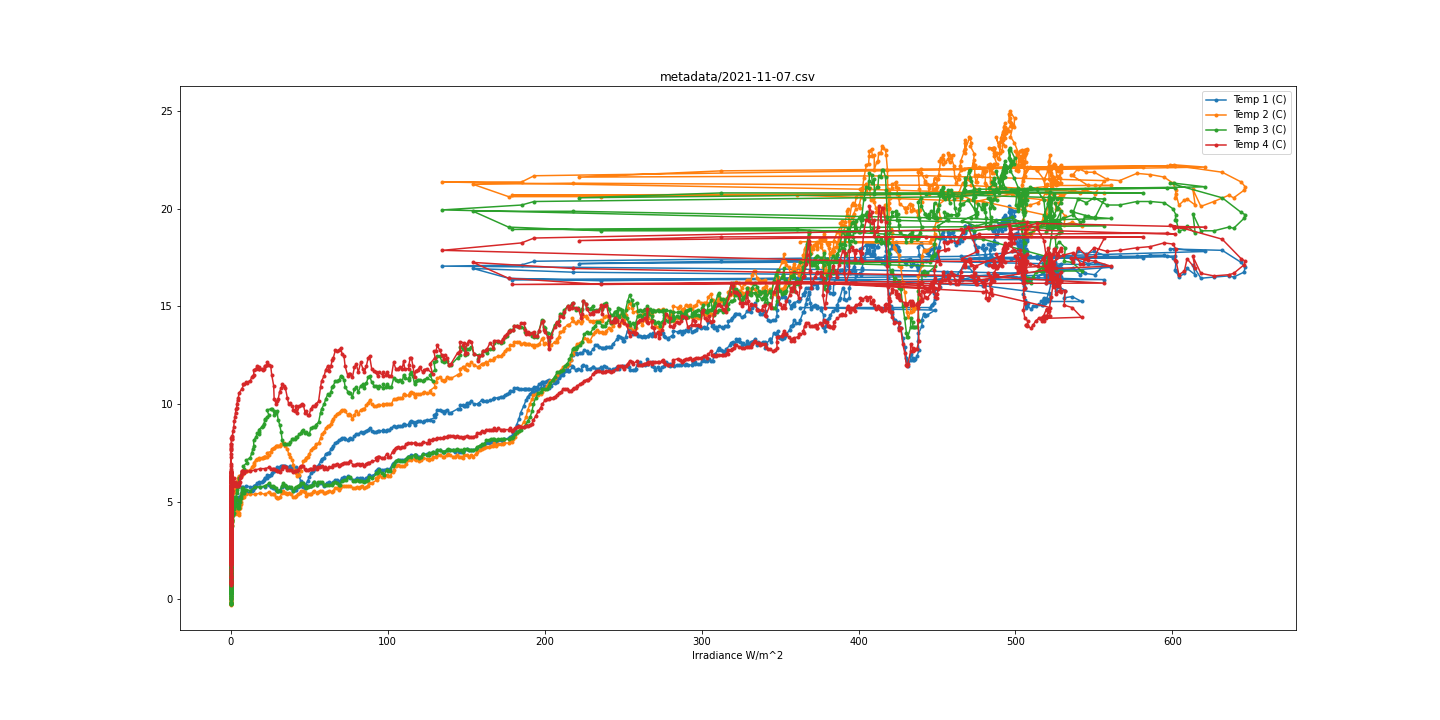 metadata/2021-11-07.csv
Temp 1 (C)
Temp 2 (C)
Temp 3 (C)
Temp 4 (C)
25
20
15
10
5
0
0 100 200 300 400 500 600
Irradiance W/m^2